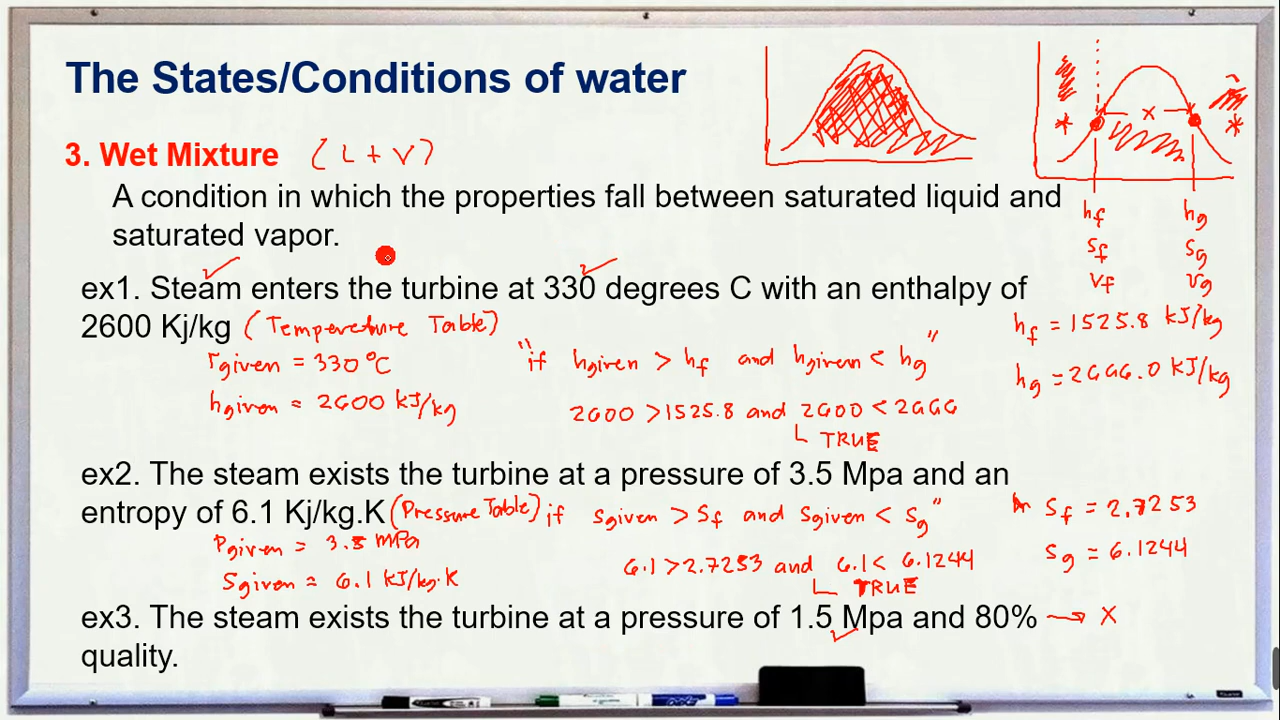 The States/Conditions of water
3. Wet Mixture (L + V)
A condition in which the properties fall between saturated liquid and
saturated vapor.
x
hf hg
Sf Sg
Vf Vg
ex1. Steam enters the turbine at 330 degrees C with an enthalpy of
2600 Kj/kg (Temperature Table)
Tgiven = 330°C
hgiven = 2600 KJ/kg
"if hgiven > hf and hgiven < hg"
2600 > 1525.8 and 2600 < 2666
TRUE
hf = 1525.8 KJ/kg
hg = 2666.0 KJ/kg
ex2. The steam exists the turbine at a pressure of 3.5 Mpa and an
entropy of 6.1 Kj/kg.K (Pressure Table) if Sgiven > Sf and Sgiven < Sg"
Pgiven = 3.5 MPa
Sgiven = 6.1 KJ/kg.K
6.1 > 2.7253 and 6.1 < 6.1244
TRUE
Sf = 2.7253
Sg = 6.1244
ex3. The steam exists the turbine at a pressure of 1.5 Mpa and 80% → X
quality.